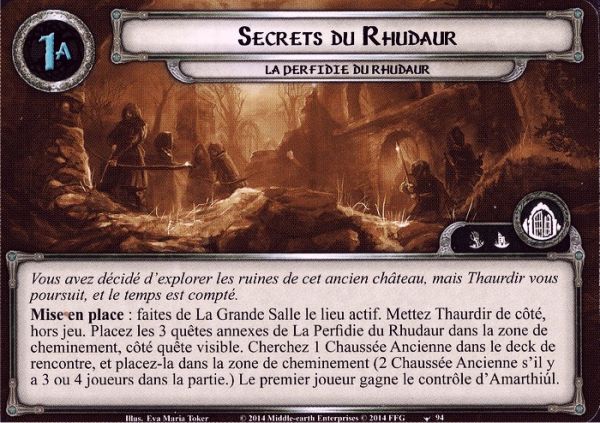 1A
Secrets du Rhudaur
La Perfidie du Rhudaur
Vous avez décidé d'explorer les ruines de cet ancien château, mais Thaurdir vous
poursuit, et le temps est compté.
Mise en place : faites de La Grande Salle le lieu actif. Mettez Thaurdir de côté,
hors jeu. Placez les 3 quêtes annexes de La Perfidie du Rhudaur dans la zone de
cheminement, côté quête visible. Cherchez 1 Chaussée Ancienne dans le deck de
rencontre, et placez-la dans la zone de cheminement (2 Chaussée Ancienne s'il y
a 3 ou 4 joueurs dans la partie.) Le premier joueur gagne le contrôle d'Amarthiúl.
Illus. Eva Maria Toker
© 2014 Middle-earth Enterprises © 2014 FFG
94